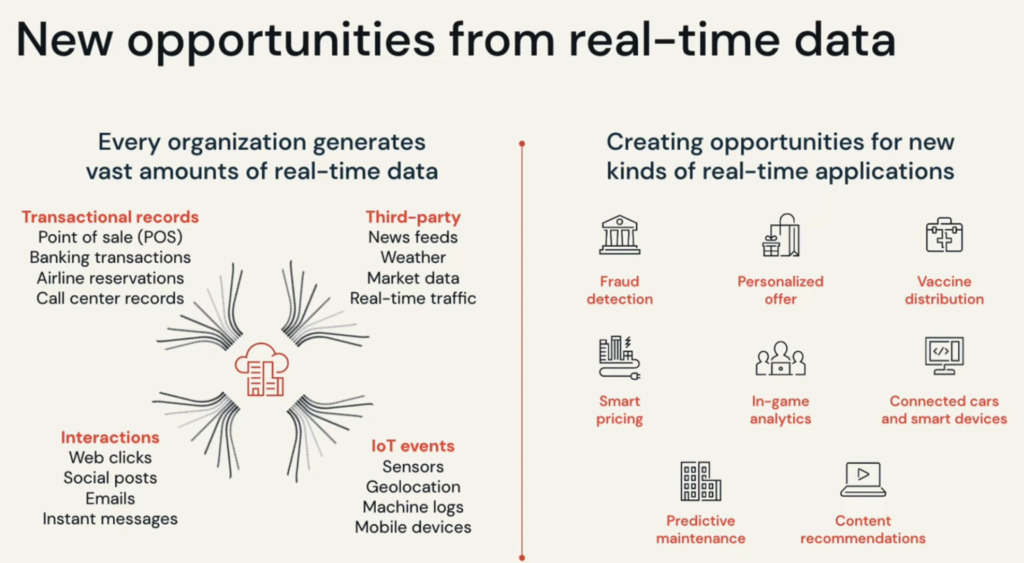 New opportunities from real-time data
Every organization generates
vast amounts of real-time data
Transactional records
Point of sale (POS)
Banking transactions
Airline reservations
Call center records
Third-party
News feeds
Weather
Market data
Real-time traffic
Interactions
Web clicks
Social posts
Emails
Instant messages
IoT events
Sensors
Geolocation
Machine logs
Mobile devices
Creating opportunities for new
kinds of real-time applications
Fraud
detection
Personalized
offer
Vaccine
distribution
Smart
pricing
In-game
analytics
</>
Connected cars
and smart devices
Predictive
maintenance
Content
recommendations